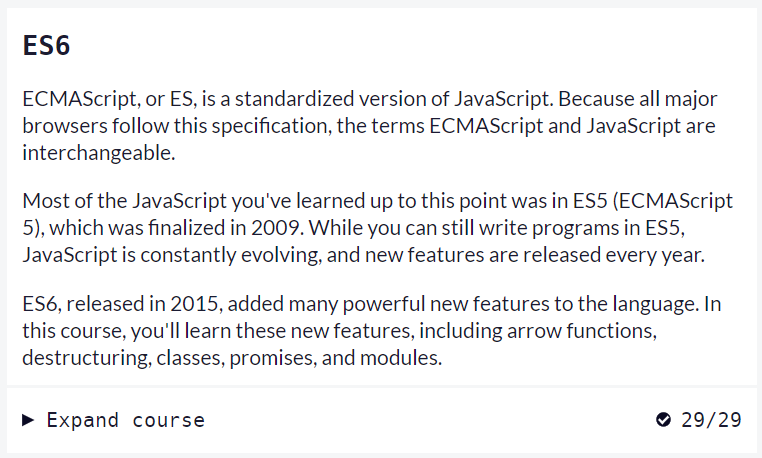 ES6
ECMAScript, or ES, is a standardized version of JavaScript. Because all major
browsers follow this specification, the terms ECMAScript and JavaScript are
interchangeable.
Most of the JavaScript you've learned up to this point was in ES5 (ECMAScript
5), which was finalized in 2009. While you can still write programs in ES5,
JavaScript is constantly evolving, and new features are released every year.
ES6, released in 2015, added many powerful new features to the language. In
this course, you'll learn these new features, including arrow functions,
destructuring, classes, promises, and modules.
Expand course 29/29